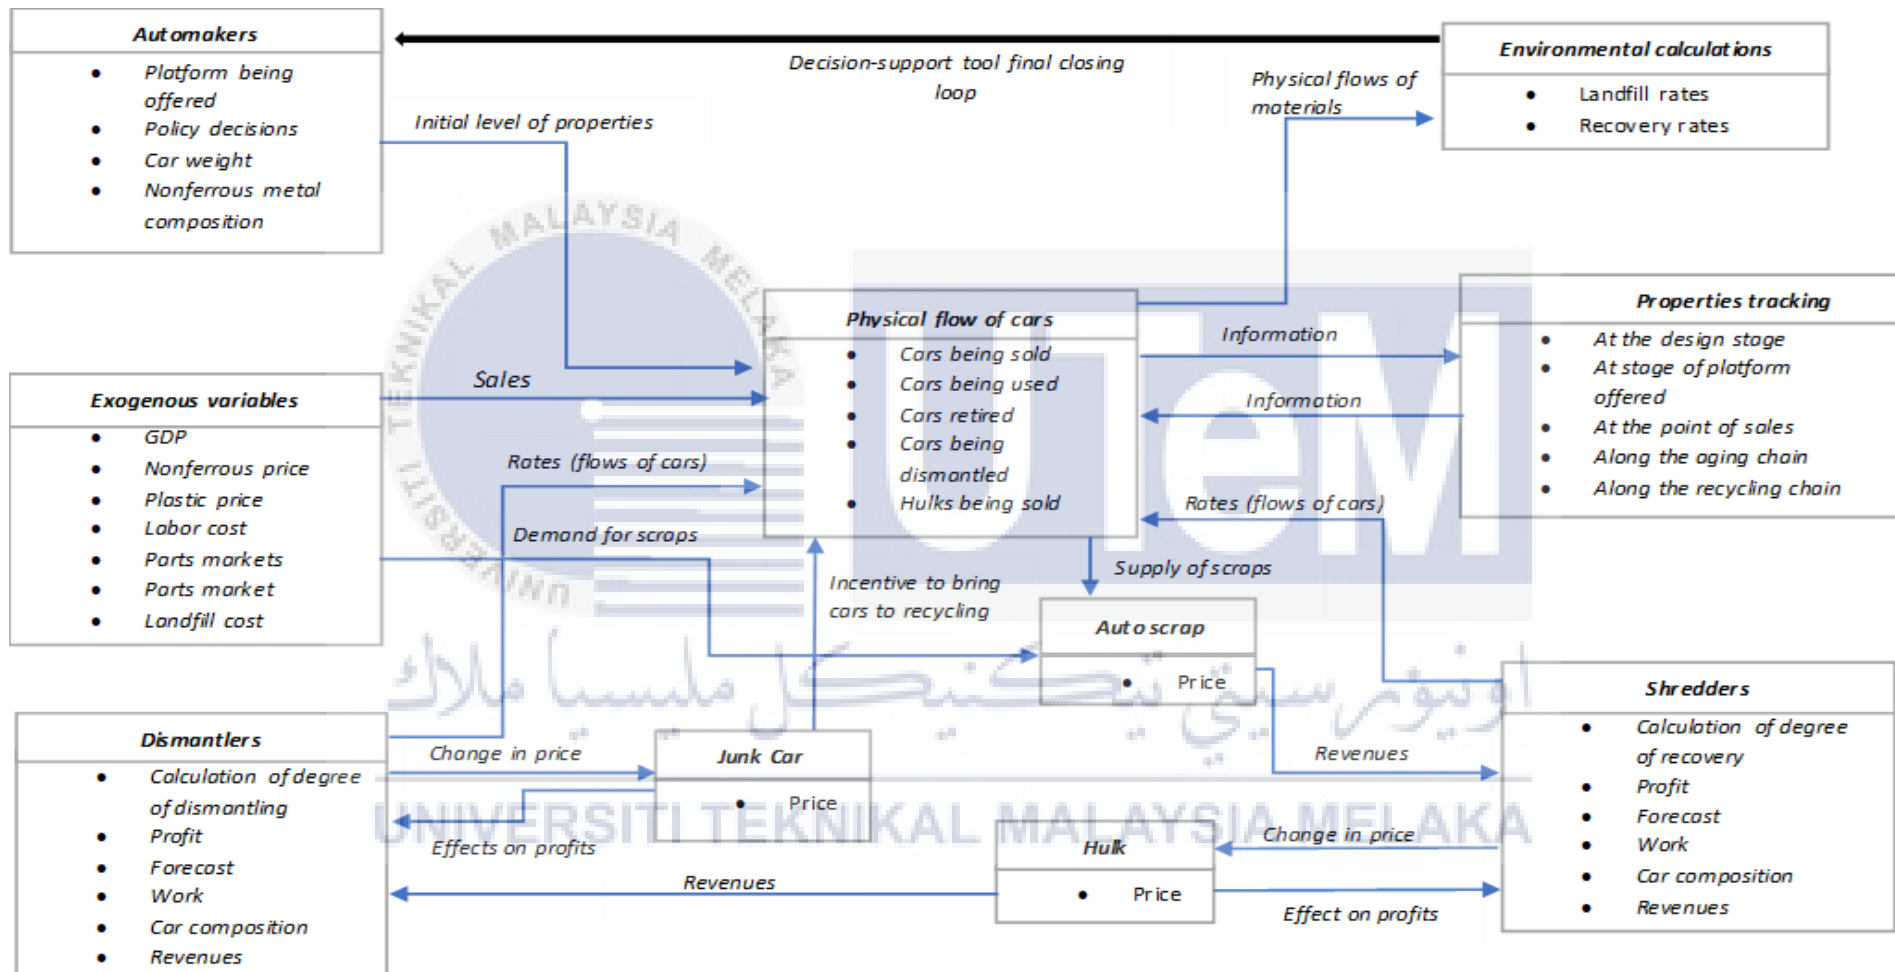 Automakers
Platform being
offered
Policy decisions
Car weight
Nonferrous metal
composition
Decision-support tool final closing
loop
Environmental calculations
Landfill rates
Recovery rates
Physical flows of
materials
Initial level of properties
Exogenous variables
GDP
Nonferrous price
Plastic price
Labor cost
Parts markets
Parts market
Landfill cost
Sales
Rates (flows of cars)
Demand for scraps
Physical flow of cars
Cars being sold
Cars being used
Cars retired
Cars being
dismantled
Hulks being sold
Information
Information
Rates (flows of cars)
Properties tracking
At the design stage
At stage of platform
offered
At the point of sales
Along the aging chain
Along the recycling chain
Incentive to bring
cars to recycling
Supply of scraps
Auto scrap
Price
Revenues
Shredders
Calculation of degree
of recovery
Profit
Forecast
Work
Car composition
Revenues
Dismantlers
Calculation of degree
of dismantling
Profit
Forecast
Work
Car composition
Revenues
Change in price
Junk Car
Price
Effects on profits
Revenues
Hulk
Price
Change in price
Effect on profits
UNIVERSITI TEKNIKAL MALAYSIA MELAKA
UTeM
اونيۏرسيتي تيكنيكل مليسيا ملاك
UNIVERSITI TEKNIKAL MALAYSIA MELAKA